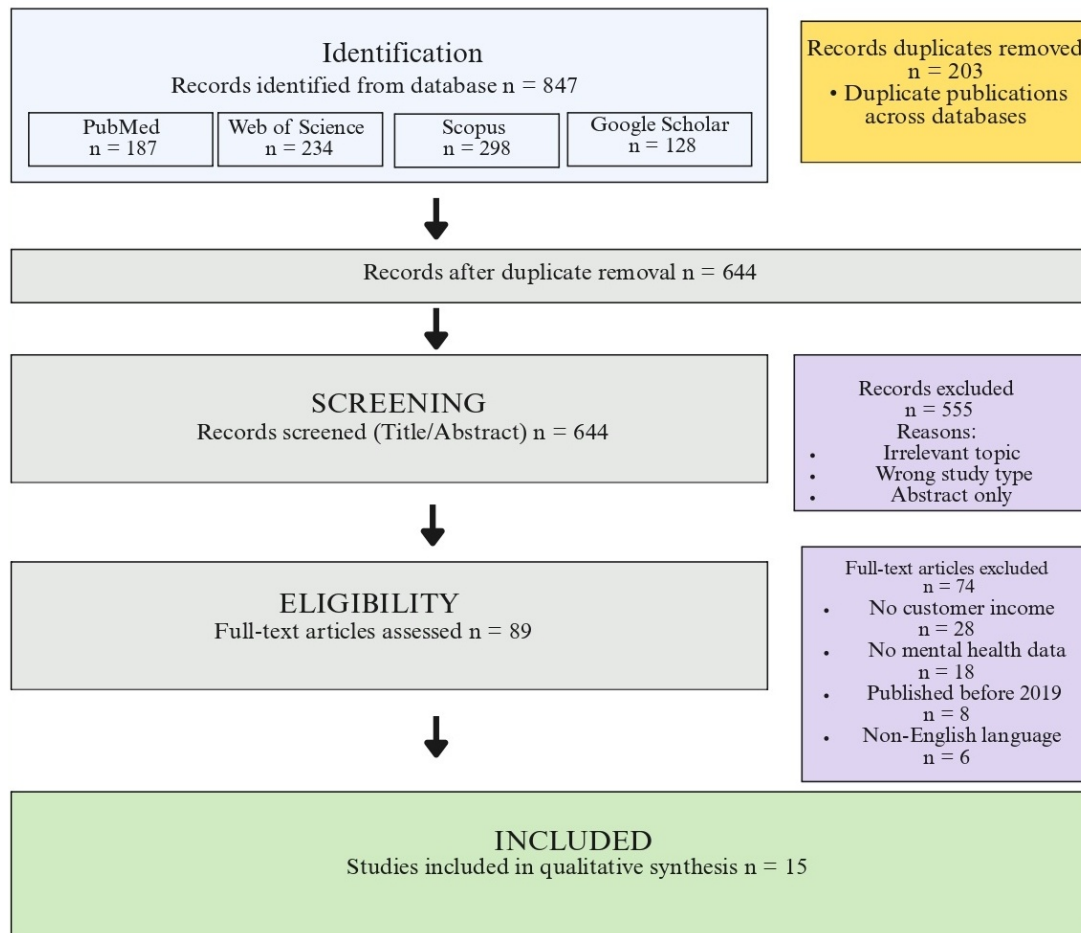 Identification
Records identified from database n = 847
PubMed
n = 187
Web of Science
n = 234
Scopus
n = 298
Google Scholar
n = 128
Records duplicates removed
n = 203
• Duplicate publications
across databases
Records after duplicate removal n = 644
SCREENING
Records screened (Title/Abstract) n = 644
Records excluded
n = 555
Reasons:
• Irrelevant topic
• Wrong study type
• Abstract only
ELIGIBILITY
Full-text articles assessed n = 89
Full-text articles excluded
n = 74
• No customer income
n = 28
• No mental health data
n = 18
• Published before 2019
n = 8
• Non-English language
n = 6
INCLUDED
Studies included in qualitative synthesis n = 15